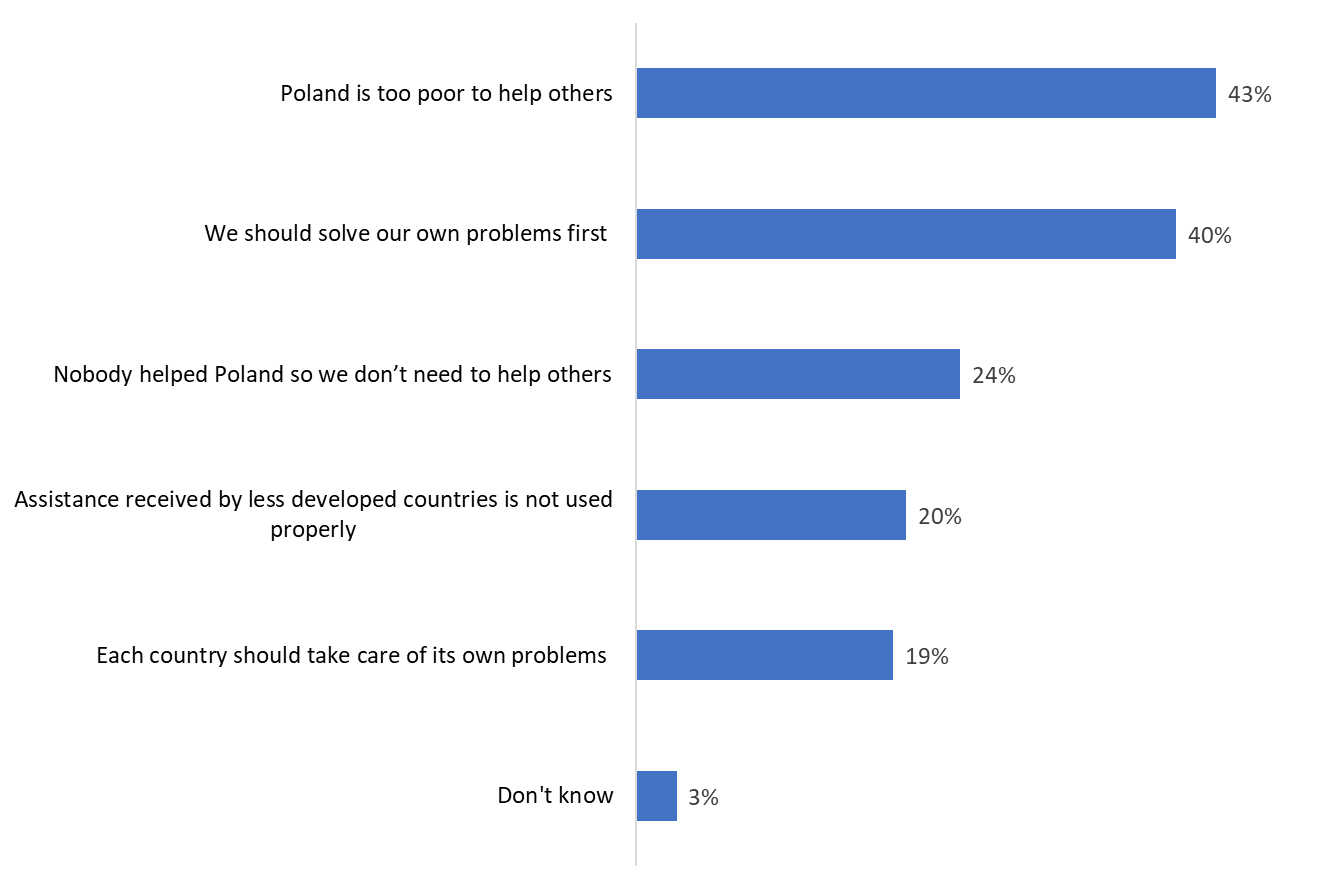 Poland is too poor to help others
43%
We should solve our own problems first
40%
Nobody helped Poland so we don’t need to help others
24%
Assistance received by less developed countries is not used
properly
20%
Each country should take care of its own problems
19%
Don't know
3%